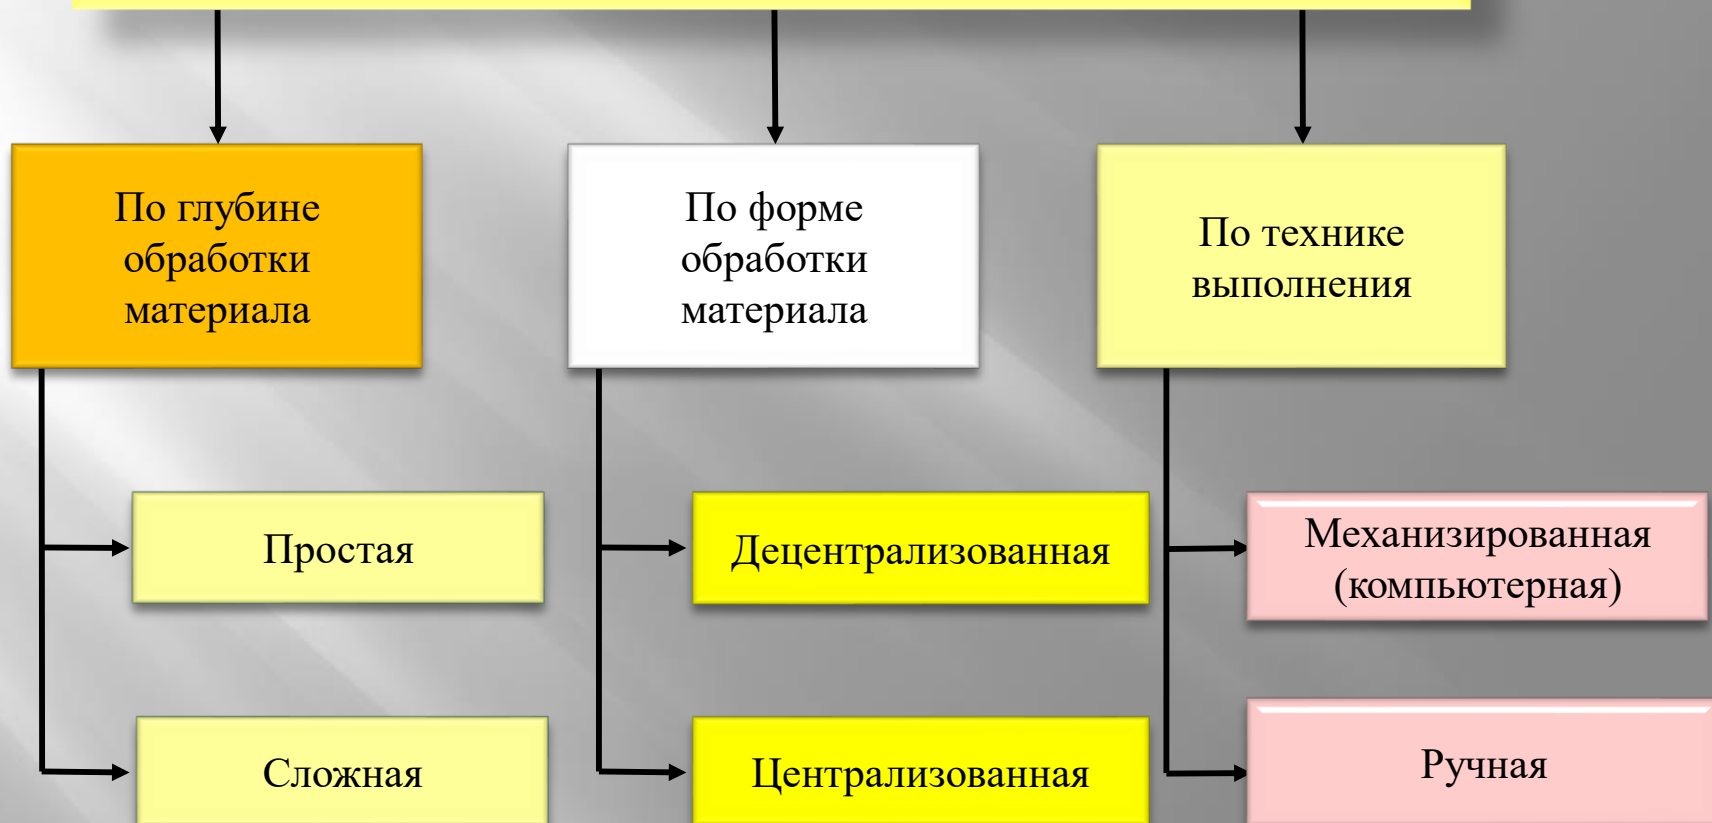 По глубине
обработки
материала
По форме
обработки
материала
По технике
выполнения
Простая
Децентрализованная
Механизированная
(компьютерная)
Сложная
Централизованная
Ручная